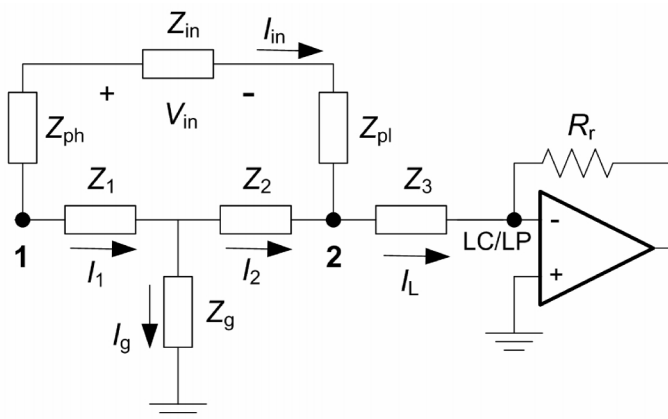 Z_in I_in
+ V_in -
Z_ph Z_pl R_r
Z_1 Z_2 Z_3
1 2 LC/LP -
I_1 I_2 I_L +
I_g Z_g